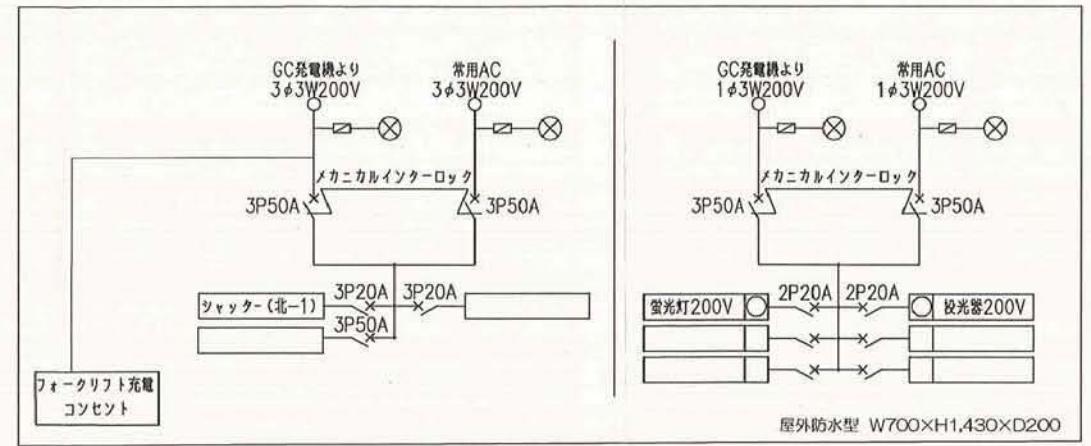 GC発電機より
3φ3W200V
常用AC
3φ3W200V
メカニカルインターロック
3P50A
3P50A
シャッター(北-1)
3P20A
3P20A
3P50A
フォークリフト充電
コンセント
GC発電機より
1φ3W200V
常用AC
1φ3W200V
メカニカルインターロック
3P50A
3P50A
蛍光灯200V
2P20A
2P20A
投光器200V
屋外防水型 W700×H1,430×D200